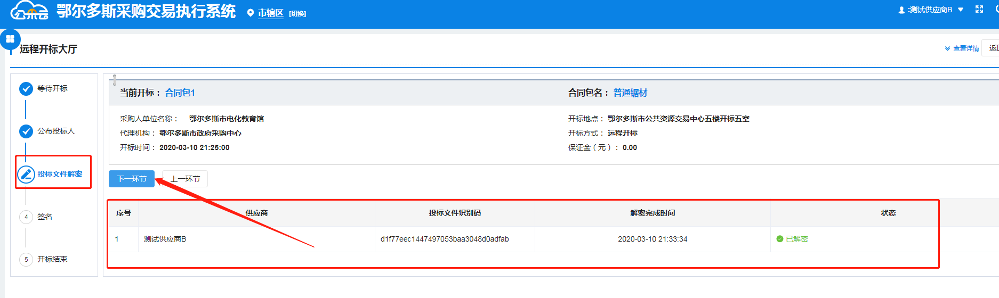 公采云 鄂尔多斯采购交易执行系统 市辖区 [切换] :测试供应商B
远程开标大厅 查看详情 返
等待开标
公布投标人
投标文件解密
4 签名
5 开标结束
当前开标： 合同包1 合同包名： 普通锯材
采购人单位名称： 鄂尔多斯市电化教育馆 开标地点： 鄂尔多斯市公共资源交易中心五楼开标五室
代理机构： 鄂尔多斯市政府采购中心 开标方式： 远程开标
开标时间： 2020-03-10 21:25:00 保证金（元）： 0.00
下一环节 上一环节
序号 供应商 投标文件识别码 解密完成时间 状态
1 测试供应商B d1f77eec1447497053baa3048d0adfab 2020-03-10 21:33:34 已解密